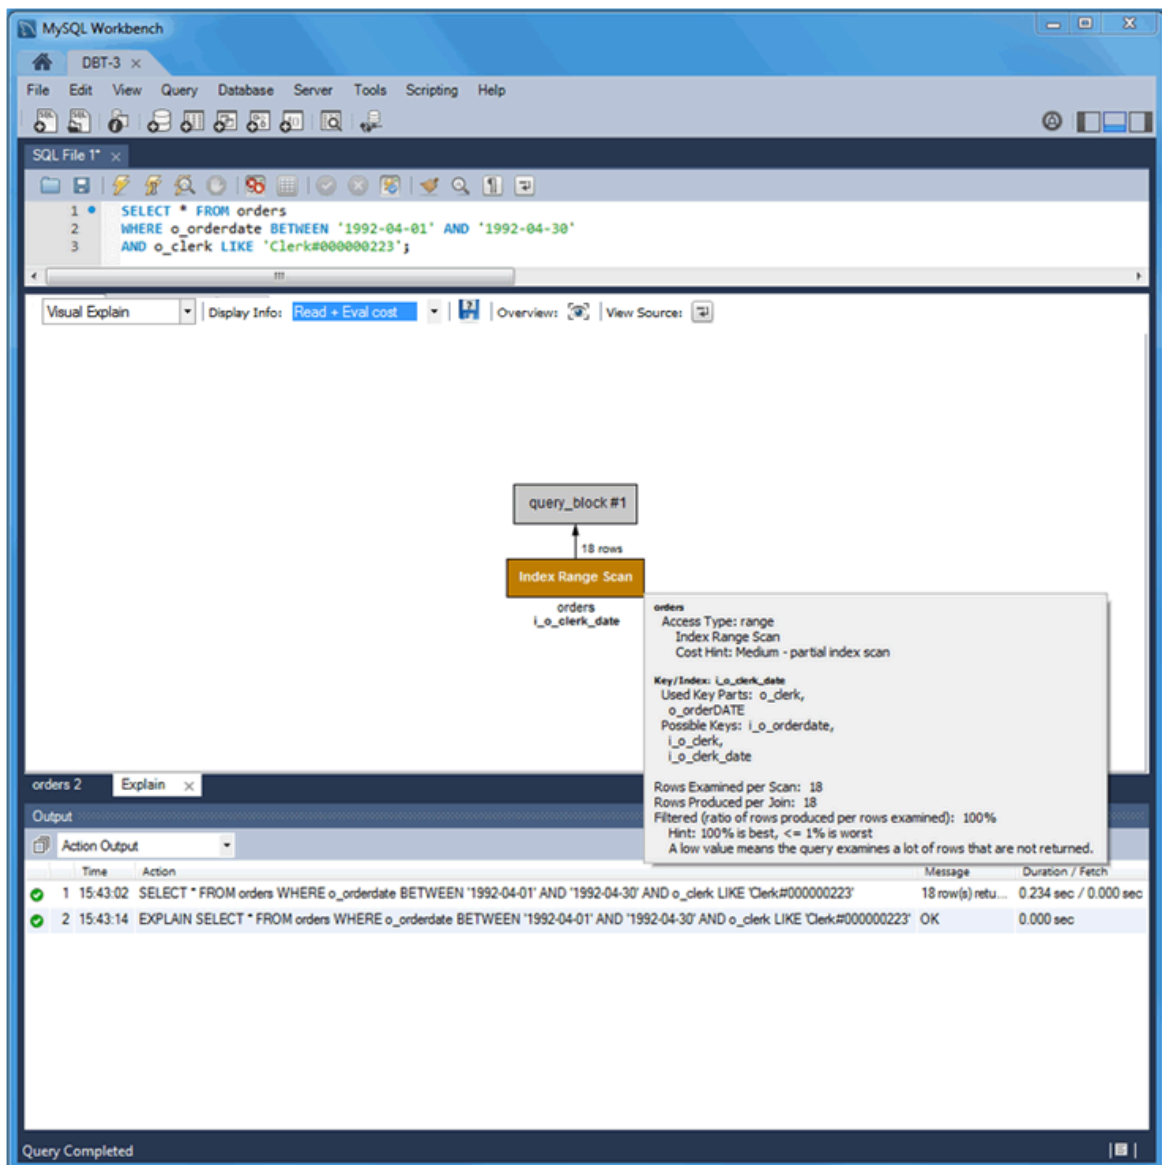 MySQL Workbench
DBT-3
File Edit View Query Database Server Tools Scripting Help
SQL File 1*
1 SELECT * FROM orders
2 WHERE o_orderdate BETWEEN '1992-04-01' AND '1992-04-30'
3 AND o_clerk LIKE 'Clerk#000000223';
Visual Explain Display Info: Read + Eval cost Overview: View Source:
query_block #1
18 rows
Index Range Scan
orders
i_o_clerk_date
orders
Access Type: range
Index Range Scan
Cost Hint: Medium - partial index scan
Key/Index: i_o_clerk_date
Used Key Parts: o_clerk,
o_orderDATE
Possible Keys: i_o_orderdate,
i_o_clerk,
i_o_clerk_date
Rows Examined per Scan: 18
Rows Produced per Join: 18
Filtered (ratio of rows produced per rows examined): 100%
Hint: 100% is best, <= 1% is worst
A low value means the query examines a lot of rows that are not returned.
orders 2 Explain
Output
Action Output
Time Action Message Duration / Fetch
1 15:43:02 SELECT * FROM orders WHERE o_orderdate BETWEEN '1992-04-01' AND '1992-04-30' AND o_clerk LIKE 'Clerk#000000223' 18 row(s) retu... 0.234 sec / 0.000 sec
2 15:43:14 EXPLAIN SELECT * FROM orders WHERE o_orderdate BETWEEN '1992-04-01' AND '1992-04-30' AND o_clerk LIKE 'Clerk#000000223' OK 0.000 sec
Query Completed